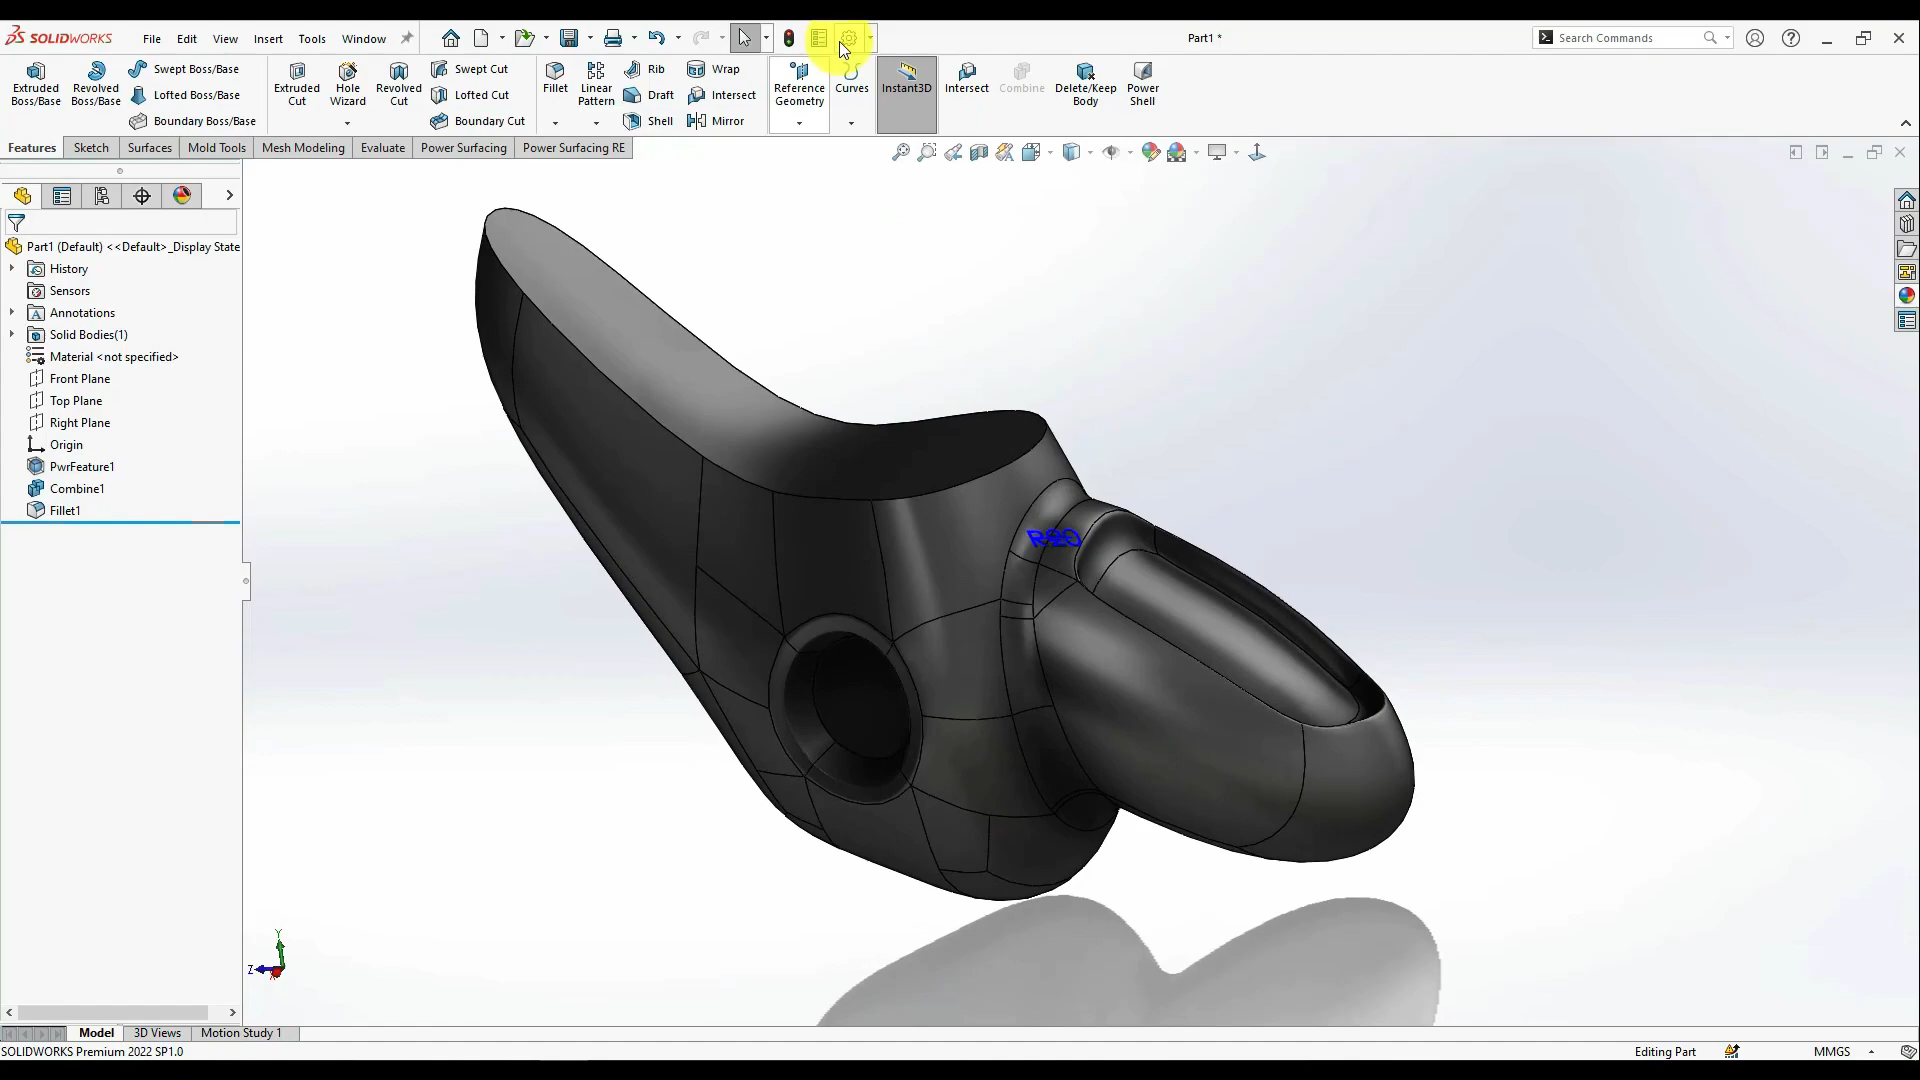 SOLIDWORKS File Edit View Insert Tools Window Part1 * Search Commands
Extruded Boss/Base
Revolved Boss/Base
Swept Boss/Base
Lofted Boss/Base
Boundary Boss/Base
Extruded Cut
Hole Wizard
Revolved Cut
Swept Cut
Lofted Cut
Boundary Cut
Fillet
Linear Pattern
Rib
Draft
Shell
Wrap
Intersect
Mirror
Reference Geometry
Curves
Instant3D
Intersect
Combine
Delete/Keep Body
Power Shell
Features Sketch Surfaces Mold Tools Mesh Modeling Evaluate Power Surfacing Power Surfacing RE
Part1 (Default) <<Default>_Display State
History
Sensors
Annotations
Solid Bodies(1)
Material <not specified>
Front Plane
Top Plane
Right Plane
Origin
PwrFeature1
Combine1
Fillet1
Y
Z
Model 3D Views Motion Study 1
SOLIDWORKS Premium 2022 SP1.0 Editing Part MMGS